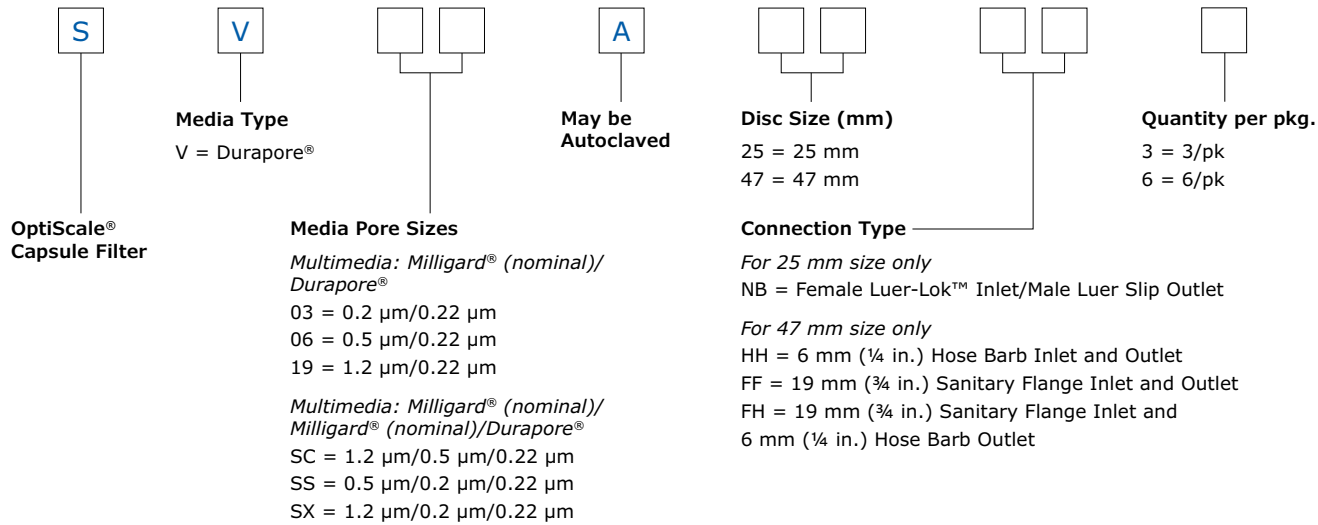 S V A
Media Type
V = Durapore®
May be
Autoclaved
Disc Size (mm)
25 = 25 mm
47 = 47 mm
Quantity per pkg.
3 = 3/pk
6 = 6/pk
OptiScale®
Capsule Filter
Media Pore Sizes
Multimedia: Milligard® (nominal)/
Durapore®
03 = 0.2 μm/0.22 μm
06 = 0.5 μm/0.22 μm
19 = 1.2 μm/0.22 μm
Multimedia: Milligard® (nominal)/
Milligard® (nominal)/Durapore®
SC = 1.2 μm/0.5 μm/0.22 μm
SS = 0.5 μm/0.2 μm/0.22 μm
SX = 1.2 μm/0.2 μm/0.22 μm
Connection Type
For 25 mm size only
NB = Female Luer-Lok™ Inlet/Male Luer Slip Outlet
For 47 mm size only
HH = 6 mm (¼ in.) Hose Barb Inlet and Outlet
FF = 19 mm (¾ in.) Sanitary Flange Inlet and Outlet
FH = 19 mm (¾ in.) Sanitary Flange Inlet and
6 mm (¼ in.) Hose Barb Outlet